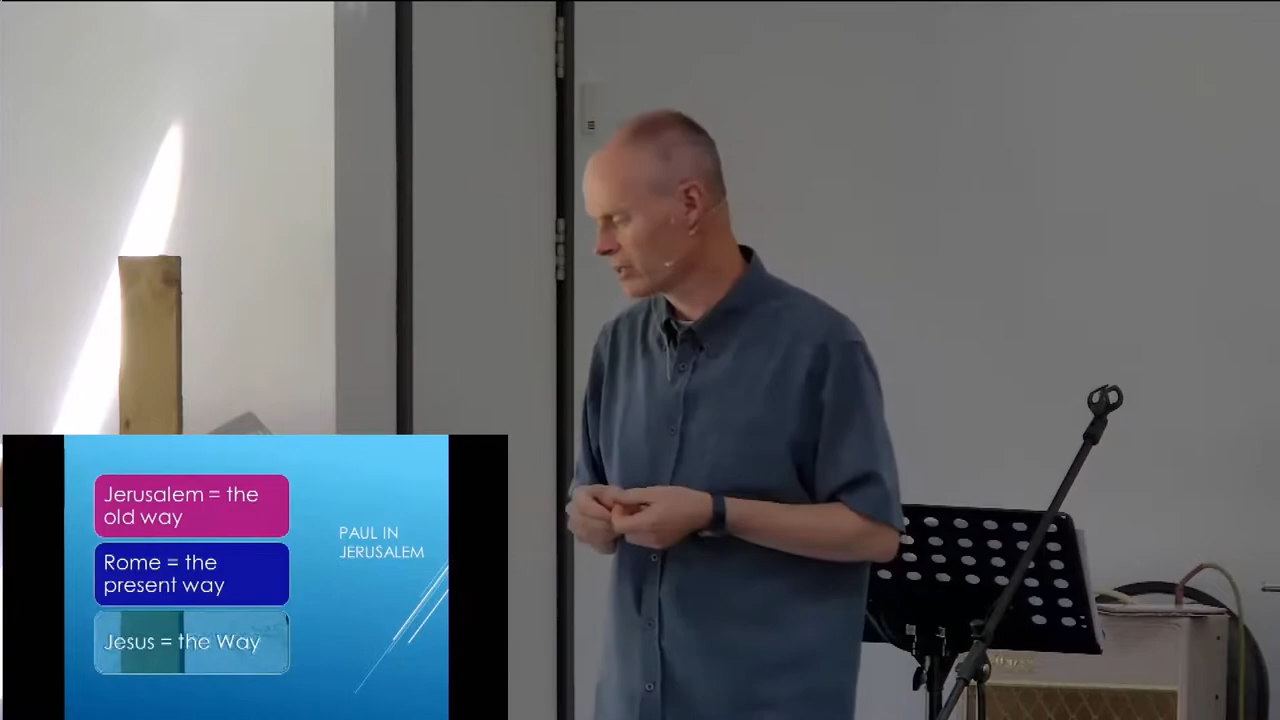 Jerusalem = the
old way
Rome = the
present way
Jesus = the Way
PAUL IN
JERUSALEM